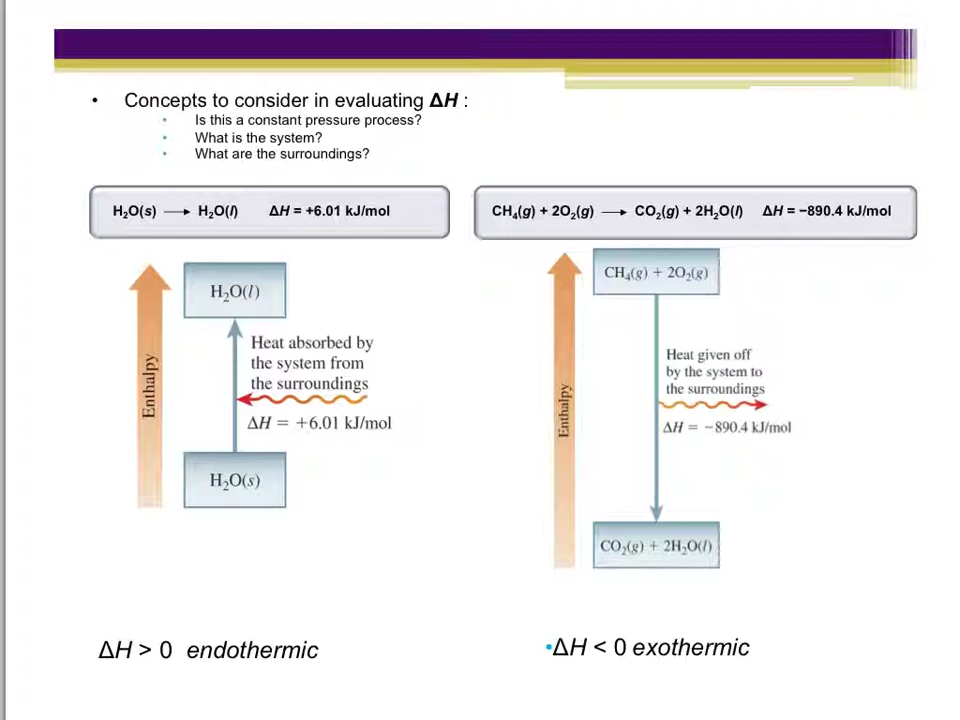 • Concepts to consider in evaluating ΔH :
• Is this a constant pressure process?
• What is the system?
• What are the surroundings?
H₂O(s) ⟶ H₂O(l) ΔH = +6.01 kJ/mol
CH₄(g) + 2O₂(g) ⟶ CO₂(g) + 2H₂O(l) ΔH = −890.4 kJ/mol
Enthalpy
H₂O(l)
Heat absorbed by
the system from
the surroundings
ΔH = +6.01 kJ/mol
H₂O(s)
Enthalpy
CH₄(g) + 2O₂(g)
Heat given off
by the system to
the surroundings
ΔH = −890.4 kJ/mol
CO₂(g) + 2H₂O(l)
ΔH > 0 endothermic
•ΔH < 0 exothermic